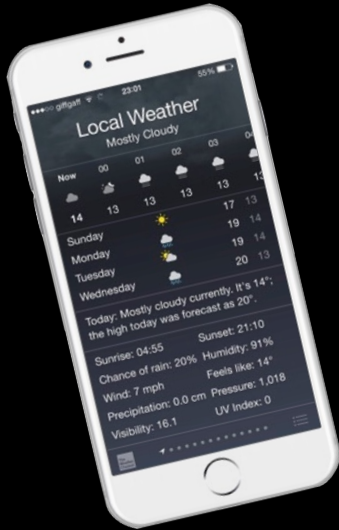 giffgaff 23:01 55%
Local Weather
Mostly Cloudy
Now 00 01 02 03 04
14 13 13 13 13 13
Sunday 17 13
Monday 19 14
Tuesday 19 14
Wednesday 20 13
Today: Mostly cloudy currently. It's 14°;
the high today was forecast as 20°.
Sunrise: 04:55 Sunset: 21:10
Chance of rain: 20% Humidity: 91%
Wind: 7 mph Feels like: 14°
Precipitation: 0.0 cm Pressure: 1,018
Visibility: 16.1 UV Index: 0